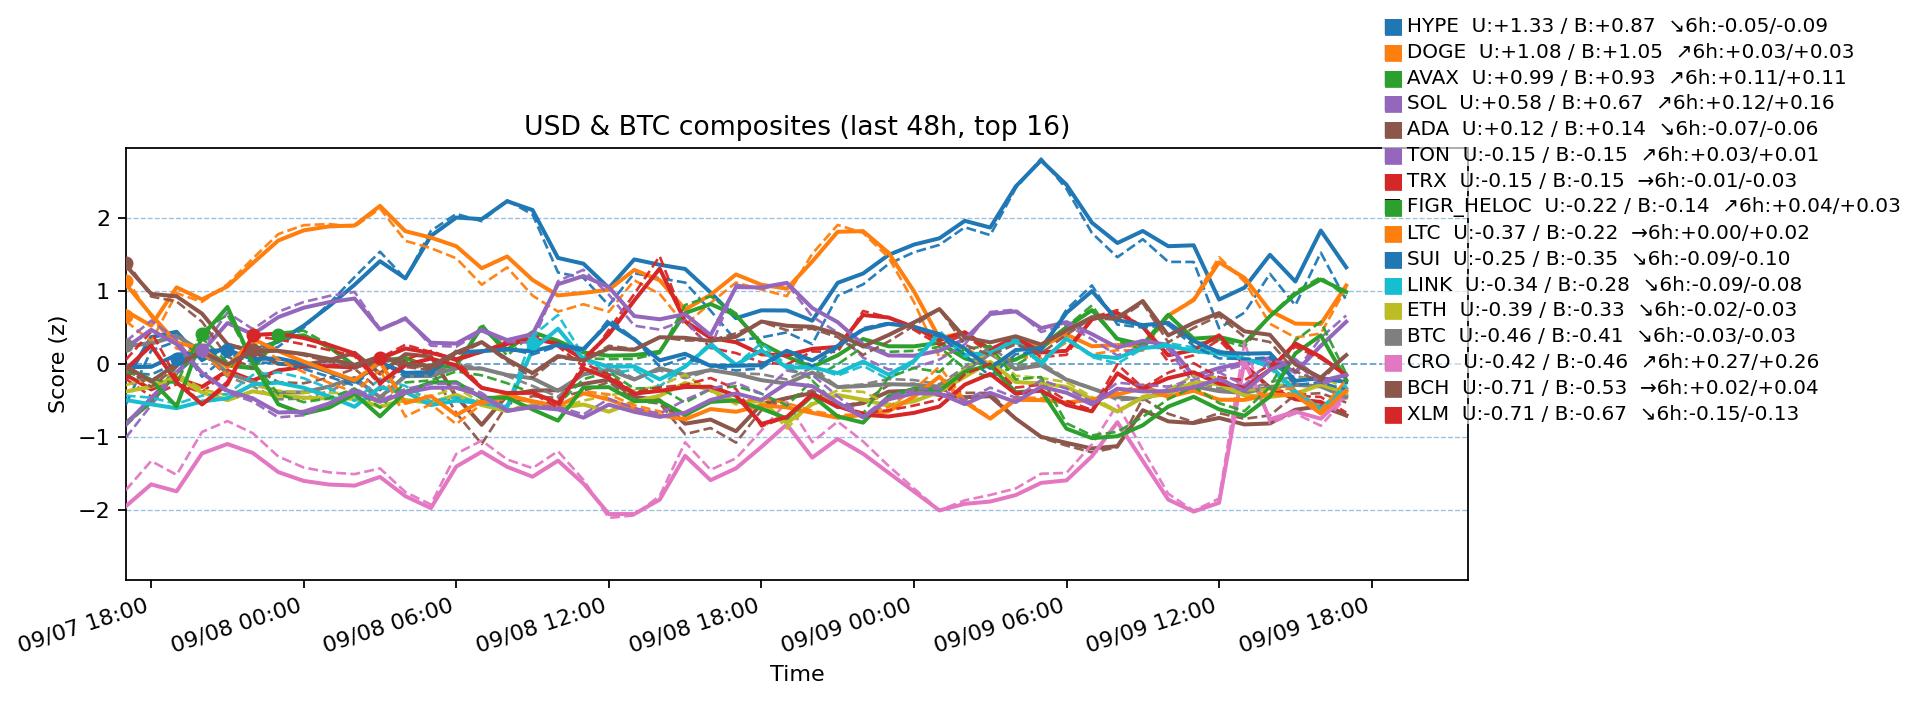 HYPE  U:+1.33 / B:+0.87  ↘6h:-0.05/-0.09
DOGE  U:+1.08 / B:+1.05  ↗6h:+0.03/+0.03
AVAX  U:+0.99 / B:+0.93  ↗6h:+0.11/+0.11
SOL  U:+0.58 / B:+0.67  ↗6h:+0.12/+0.16
ADA  U:+0.12 / B:+0.14  ↘6h:-0.07/-0.06
TON  U:-0.15 / B:-0.15  ↗6h:+0.03/+0.01
TRX  U:-0.15 / B:-0.15  →6h:-0.01/-0.03
FIGR_HELOC  U:-0.22 / B:-0.14  ↗6h:+0.04/+0.03
LTC  U:-0.37 / B:-0.22  →6h:+0.00/+0.02
SUI  U:-0.25 / B:-0.35  ↘6h:-0.09/-0.10
LINK  U:-0.34 / B:-0.28  ↘6h:-0.09/-0.08
ETH  U:-0.39 / B:-0.33  ↘6h:-0.02/-0.03
BTC  U:-0.46 / B:-0.41  ↘6h:-0.03/-0.03
CRO  U:-0.42 / B:-0.46  ↗6h:+0.27/+0.26
BCH  U:-0.71 / B:-0.53  →6h:+0.02/+0.04
XLM  U:-0.71 / B:-0.67  ↘6h:-0.15/-0.13
USD & BTC composites (last 48h, top 16)
Score (z)
2
1
0
−1
−2
09/07 18:00
09/08 00:00
09/08 06:00
09/08 12:00
09/08 18:00
09/09 00:00
09/09 06:00
09/09 12:00
09/09 18:00
Time